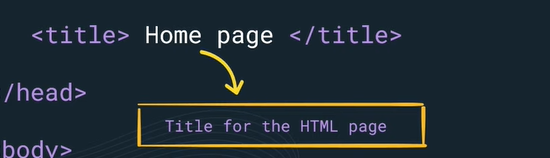 <title> Home page </title>
/head>
Title for the HTML page
body>